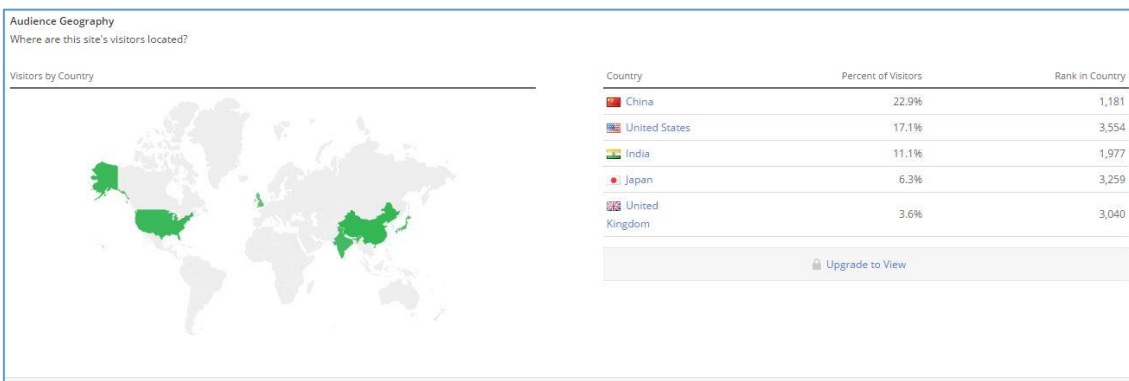 Audience Geography
Where are this site's visitors located?
Visitors by Country
Country Percent of Visitors Rank in Country
China 22.9% 1,181
United States 17.1% 3,554
India 11.1% 1,977
Japan 6.3% 3,259
United
Kingdom 3.6% 3,040
Upgrade to View